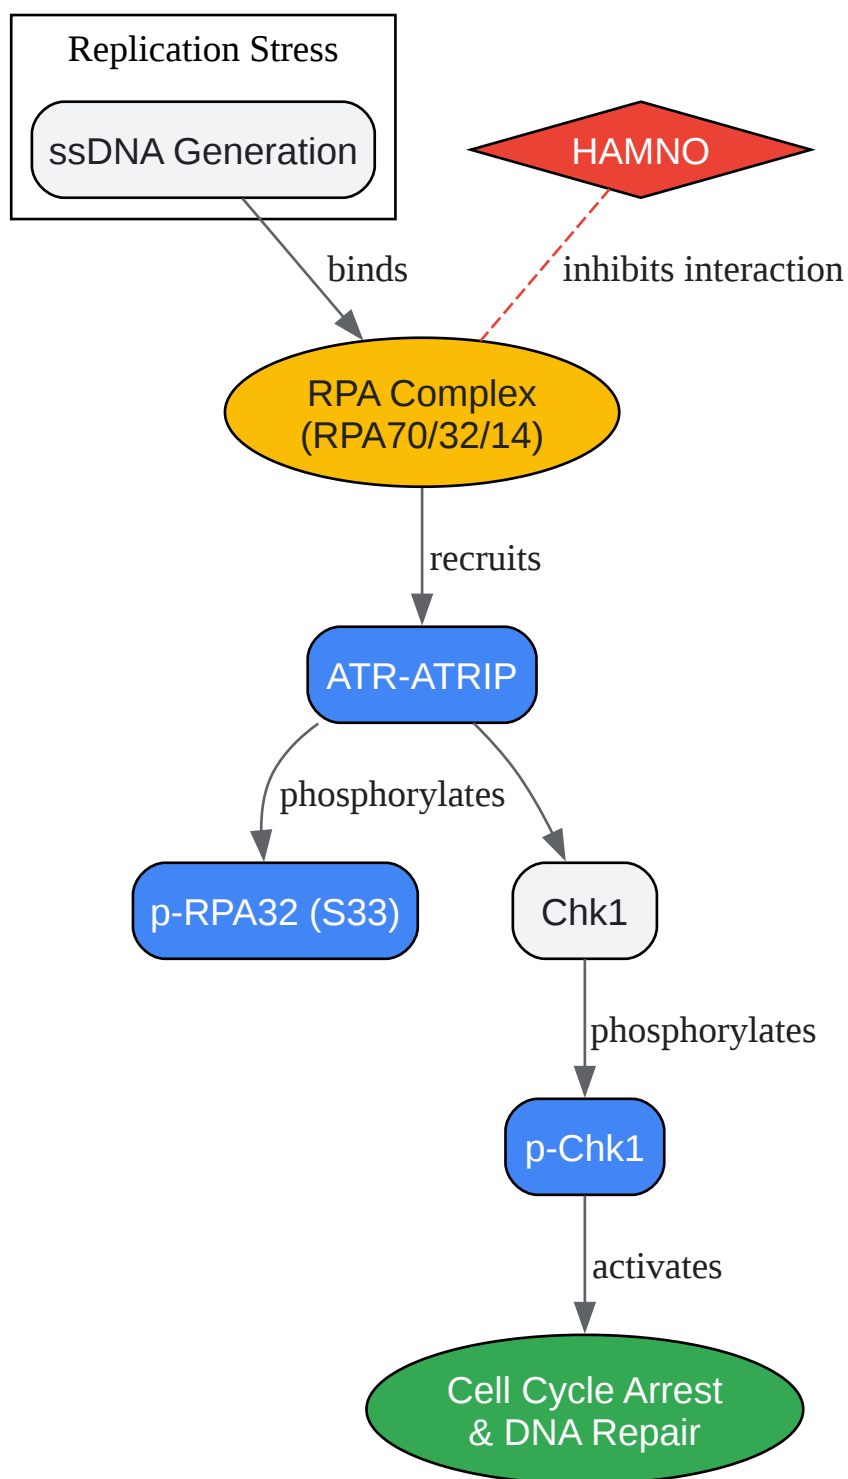 Replication Stress
ssDNA Generation
HAMNO
binds
inhibits interaction
RPA Complex
(RPA70/32/14)
recruits
ATR-ATRIP
phosphorylates
p-RPA32 (S33)
Chk1
phosphorylates
p-Chk1
activates
Cell Cycle Arrest
& DNA Repair